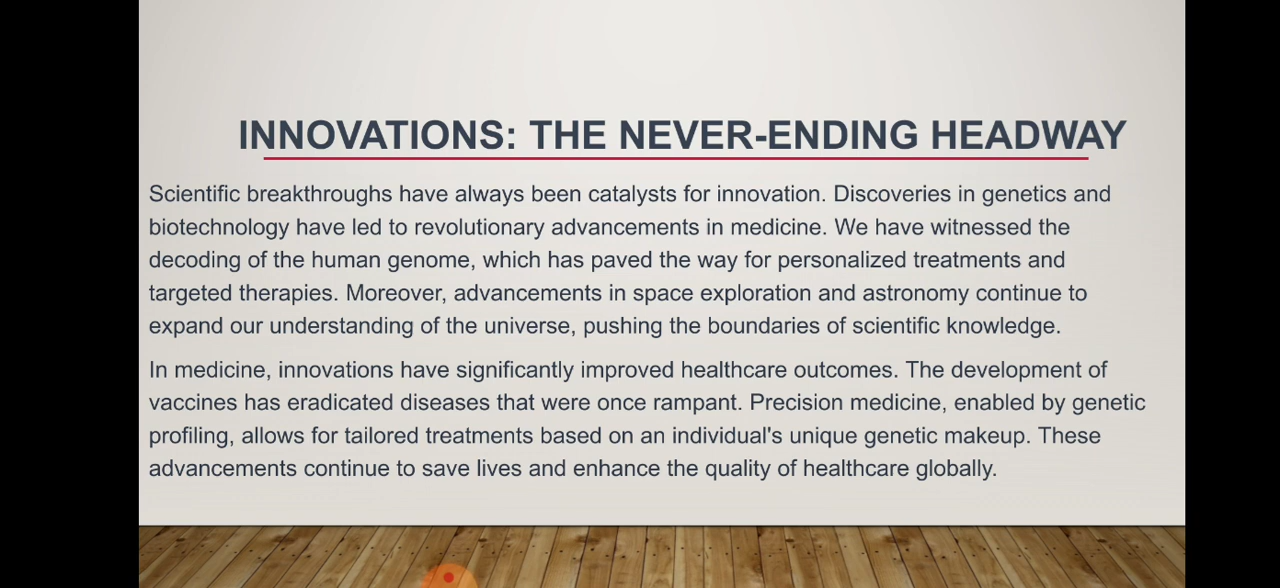 INNOVATIONS: THE NEVER-ENDING HEADWAY
Scientific breakthroughs have always been catalysts for innovation. Discoveries in genetics and
biotechnology have led to revolutionary advancements in medicine. We have witnessed the
decoding of the human genome, which has paved the way for personalized treatments and
targeted therapies. Moreover, advancements in space exploration and astronomy continue to
expand our understanding of the universe, pushing the boundaries of scientific knowledge.
In medicine, innovations have significantly improved healthcare outcomes. The development of
vaccines has eradicated diseases that were once rampant. Precision medicine, enabled by genetic
profiling, allows for tailored treatments based on an individual's unique genetic makeup. These
advancements continue to save lives and enhance the quality of healthcare globally.